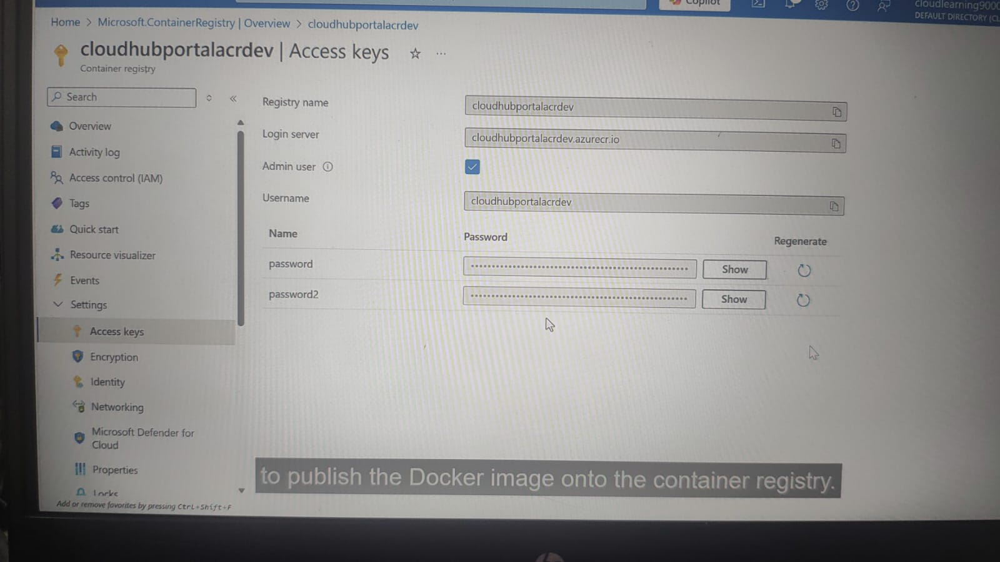 Copilot
cloudlearning9000
DEFAULT DIRECTORY (CL
Home > Microsoft.ContainerRegistry | Overview > cloudhubportalacrdev
cloudhubportalacrdev | Access keys
Container registry
Search
Overview
Activity log
Access control (IAM)
Tags
Quick start
Resource visualizer
Events
Settings
Access keys
Encryption
Identity
Networking
Microsoft Defender for
Cloud
Properties
Locks
Add or remove favorites by pressing Ctrl+Shift+F
Registry name
cloudhubportalacrdev
Login server
cloudhubportalacrdev.azurecr.io
Admin user
Username
cloudhubportalacrdev
Name Password Regenerate
password Show
password2 Show
to publish the Docker image onto the container registry.